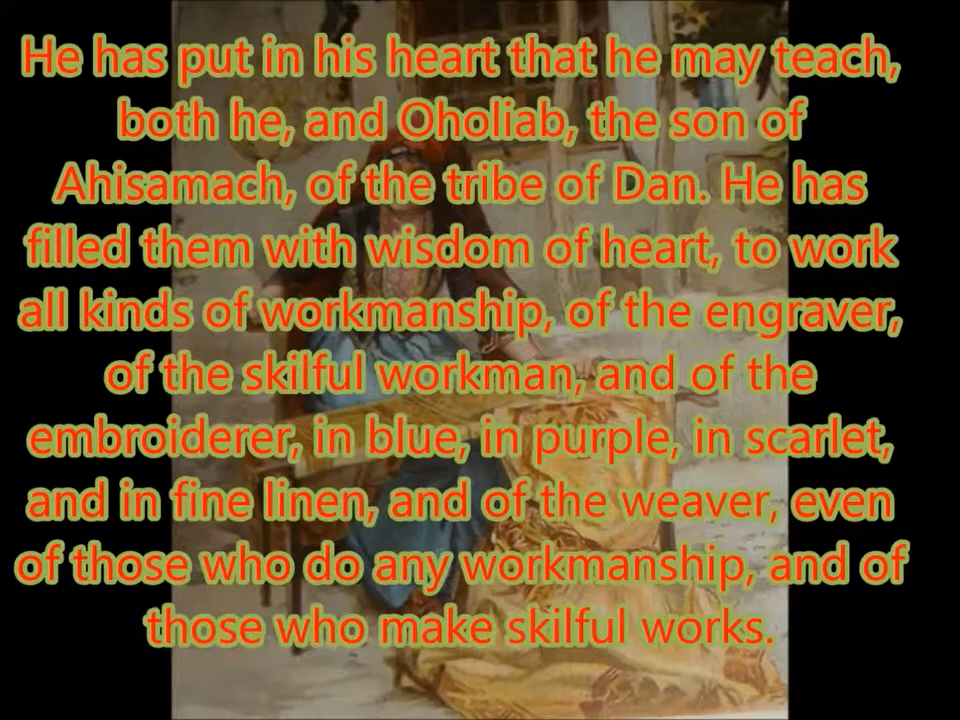 He has put in his heart that he may teach,
both he, and Oholiab, the son of
Ahisamach, of the tribe of Dan. He has
filled them with wisdom of heart, to work
all kinds of workmanship, of the engraver,
of the skilful workman, and of the
embroiderer, in blue, in purple, in scarlet,
and in fine linen, and of the weaver, even
of those who do any workmanship, and of
those who make skilful works.